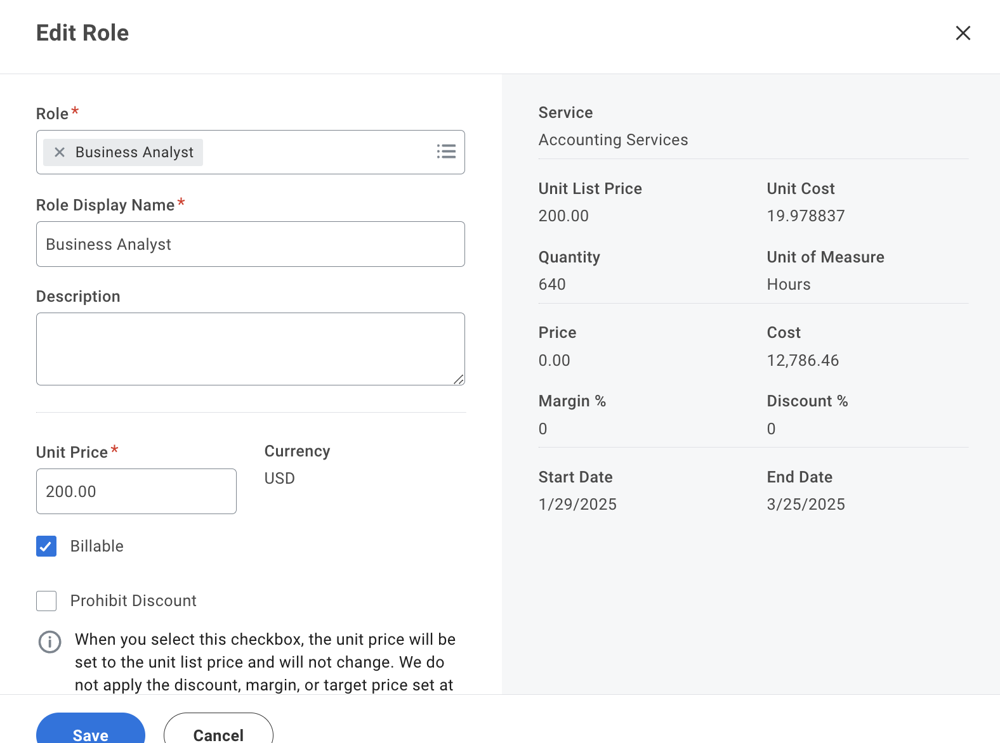 Edit Role
Role*
Business Analyst
Role Display Name*
Business Analyst
Description
Unit Price*
Currency
200.00
USD
Billable
Prohibit Discount
When you select this checkbox, the unit price will be
set to the unit list price and will not change. We do
not apply the discount, margin, or target price set at
Service
Accounting Services
Unit List Price
Unit Cost
200.00
19.978837
Quantity
Unit of Measure
640
Hours
Price
Cost
0.00
12,786.46
Margin %
Discount %
0
0
Start Date
End Date
1/29/2025
3/25/2025
Save
Cancel